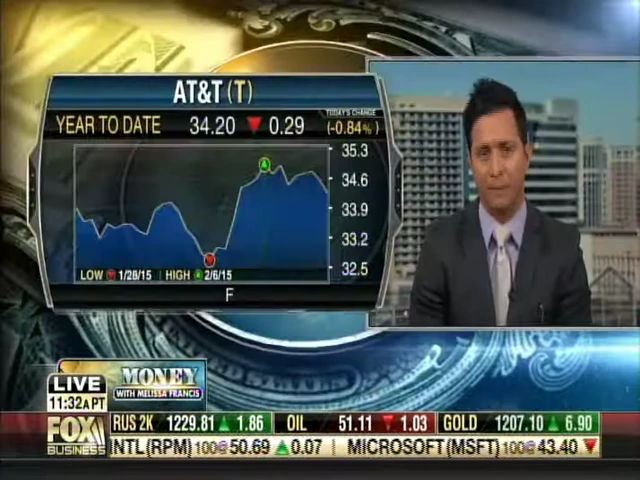 AT&T (T)
YEAR TO DATE 34.20 ▼ 0.29 TODAY'S CHANGE (-0.84%)
35.3
34.6
33.9
33.2
32.5
LOW 1/28/15 | HIGH 2/6/15
F
LIVE
11:32A PT
MONEY
WITH MELISSA FRANCIS
FOX
BUSINESS
RUS 2K 1229.81 ▲ 1.86 OIL 51.11 ▼ 1.03 GOLD 1207.10 ▲ 6.90
INTL(RPM) 100@50.69 ▲ 0.07 | MICROSOFT(MSFT) 100@43.40 ▼